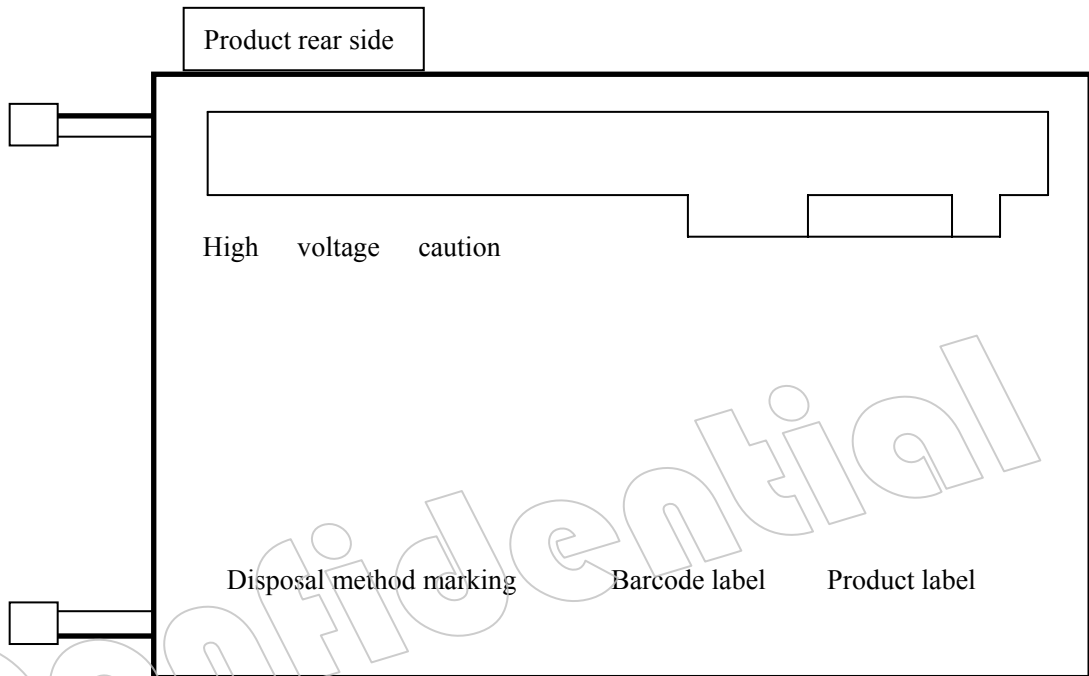 Product rear side
High voltage caution
Disposal method marking Barcode label Product label
Confidential